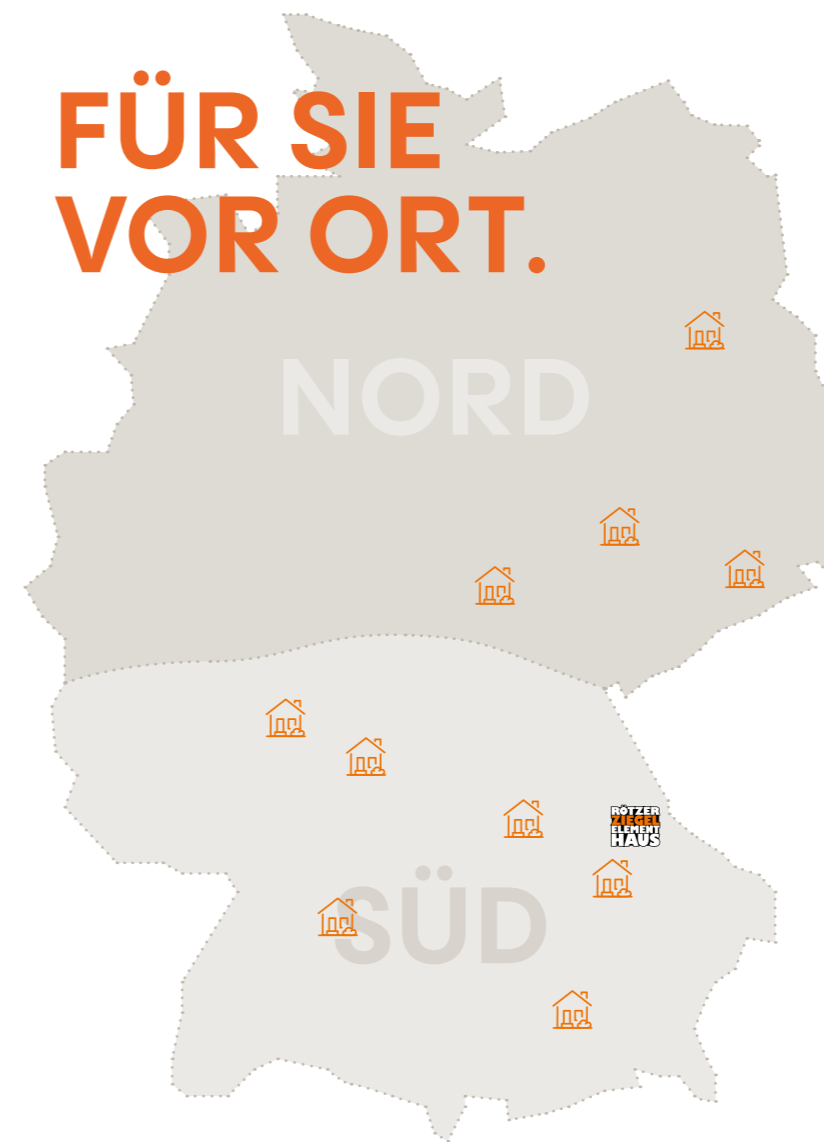 FÜR SIE
VOR ORT.
NORD
RÖTZER
ZIEGEL
ELEMENT
HAUS
SÜD